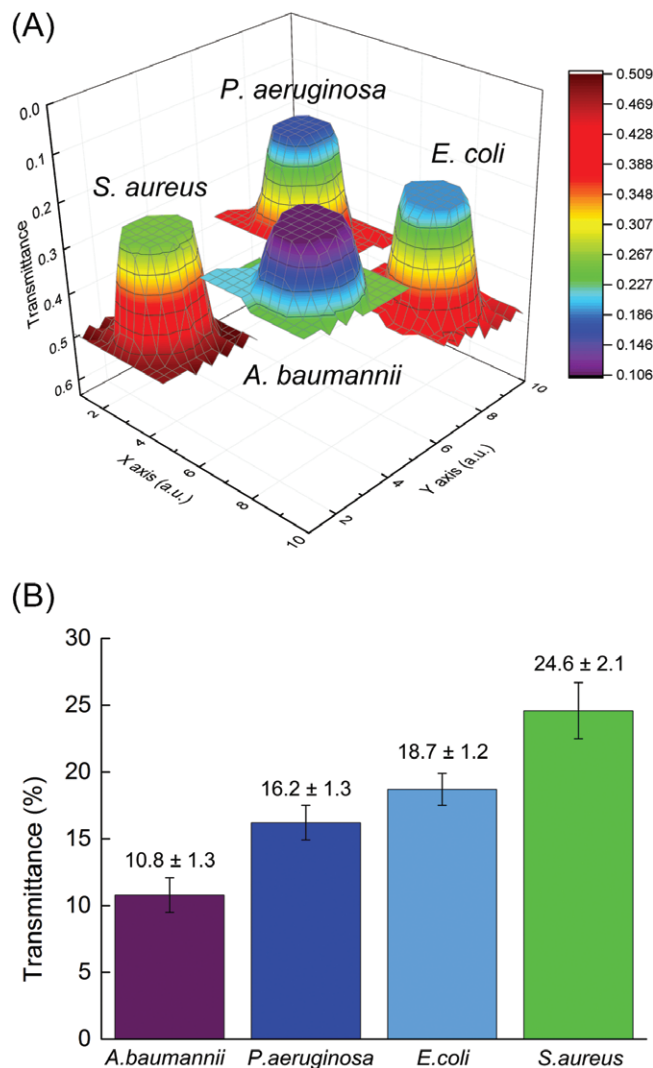 (A)
P. aeruginosa
E. coli
S. aureus
A. baumannii
Transmittance
0.0
0.1
0.2
0.3
0.4
0.5
0.6
2
4
6
8
10
X axis (a.u.)
2
4
6
8
10
Y axis (a.u.)
0.509
0.469
0.428
0.388
0.348
0.307
0.267
0.227
0.186
0.146
0.106
(B)
Transmittance (%)
30
25
20
15
10
5
0
10.8 ± 1.3
16.2 ± 1.3
18.7 ± 1.2
24.6 ± 2.1
A.baumannii P.aeruginosa E.coli S.aureus